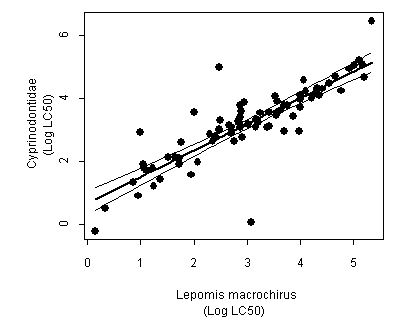 6
4
2
0
Cyprinodontidae
(Log LC50)
0 1 2 3 4 5
Lepomis macrochirus
(Log LC50)